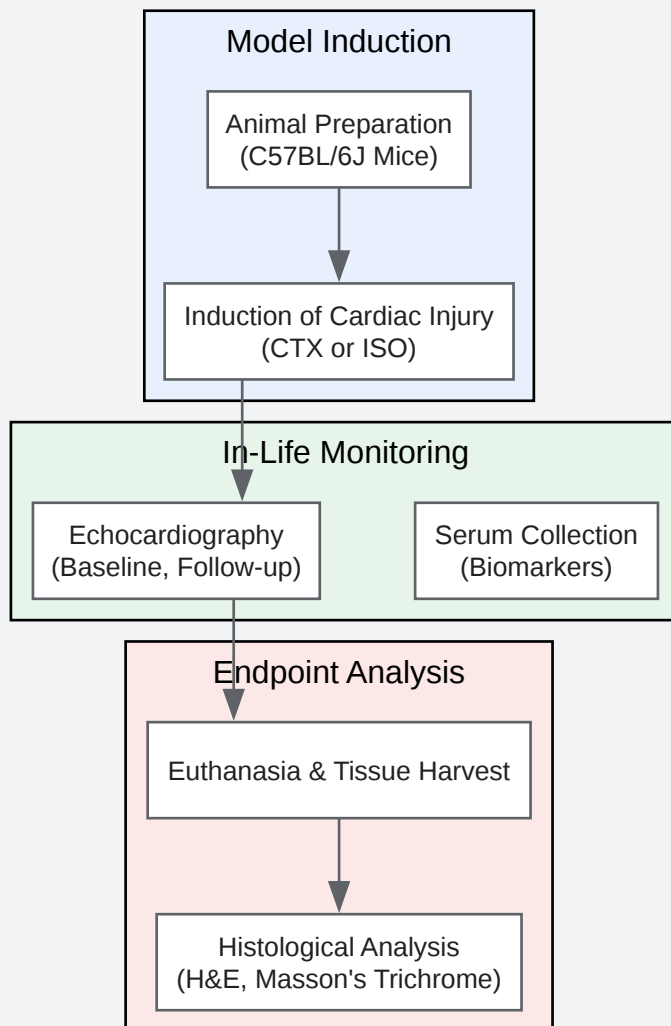 Model Induction
Animal Preparation
(C57BL/6J Mice)
Induction of Cardiac Injury
(CTX or ISO)
In-Life Monitoring
Echocardiography
(Baseline, Follow-up)
Serum Collection
(Biomarkers)
Endpoint Analysis
Euthanasia & Tissue Harvest
Histological Analysis
(H&E, Masson's Trichrome)